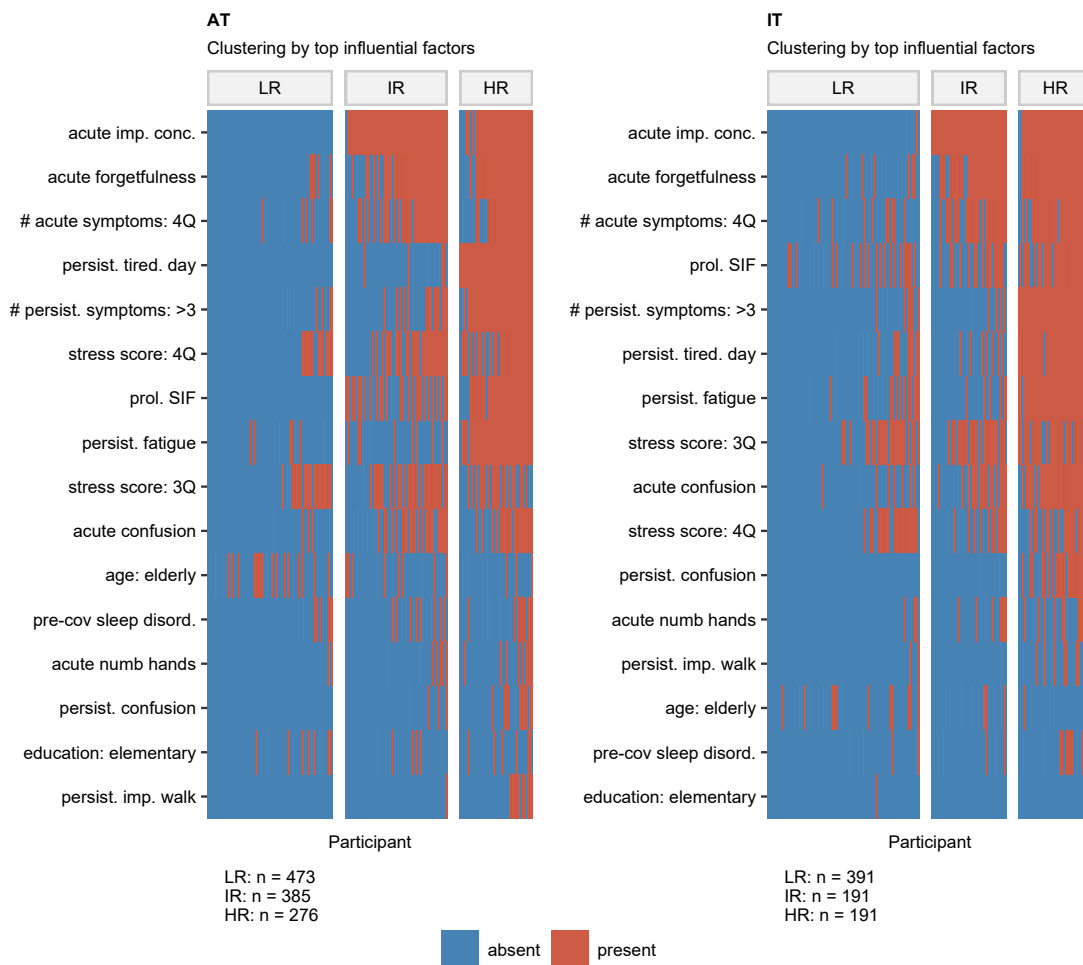 AT
Clustering by top influential factors
LR IR HR
acute imp. conc.
acute forgetfulness
# acute symptoms: 4Q
persist. tired. day
# persist. symptoms: >3
stress score: 4Q
prol. SIF
persist. fatigue
stress score: 3Q
acute confusion
age: elderly
pre-cov sleep disord.
acute numb hands
persist. confusion
education: elementary
persist. imp. walk
Participant
LR: n = 473
IR: n = 385
HR: n = 276
IT
Clustering by top influential factors
LR IR HR
acute imp. conc.
acute forgetfulness
# acute symptoms: 4Q
prol. SIF
# persist. symptoms: >3
persist. tired. day
persist. fatigue
stress score: 3Q
acute confusion
stress score: 4Q
persist. confusion
acute numb hands
persist. imp. walk
age: elderly
pre-cov sleep disord.
education: elementary
Participant
LR: n = 391
IR: n = 191
HR: n = 191
absent present